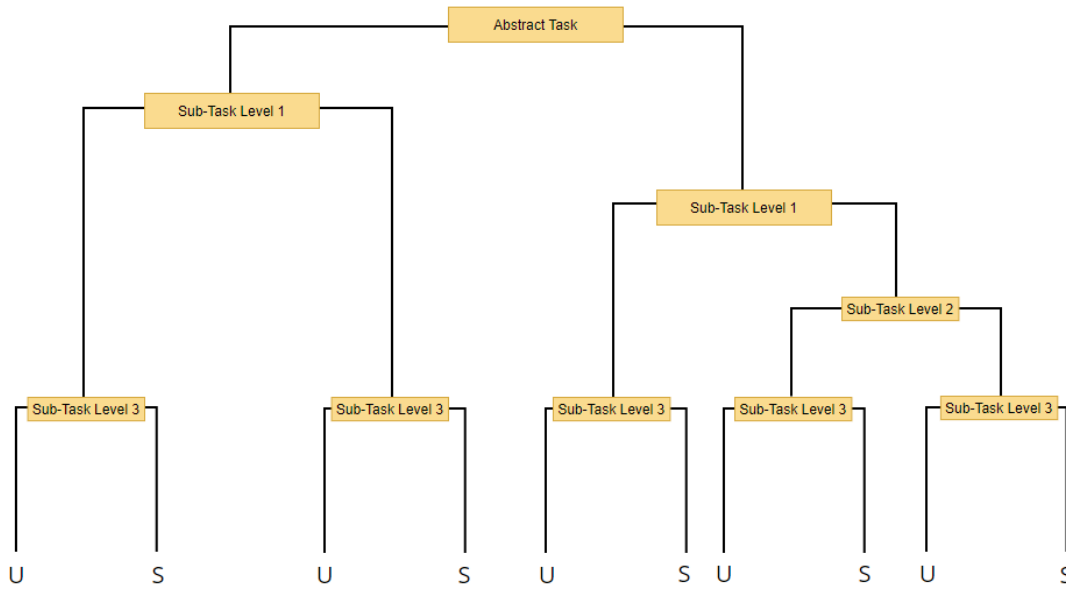 Abstract Task
Sub-Task Level 1
Sub-Task Level 1
Sub-Task Level 2
Sub-Task Level 3
Sub-Task Level 3
Sub-Task Level 3
Sub-Task Level 3
Sub-Task Level 3
U S U S U S U S U S